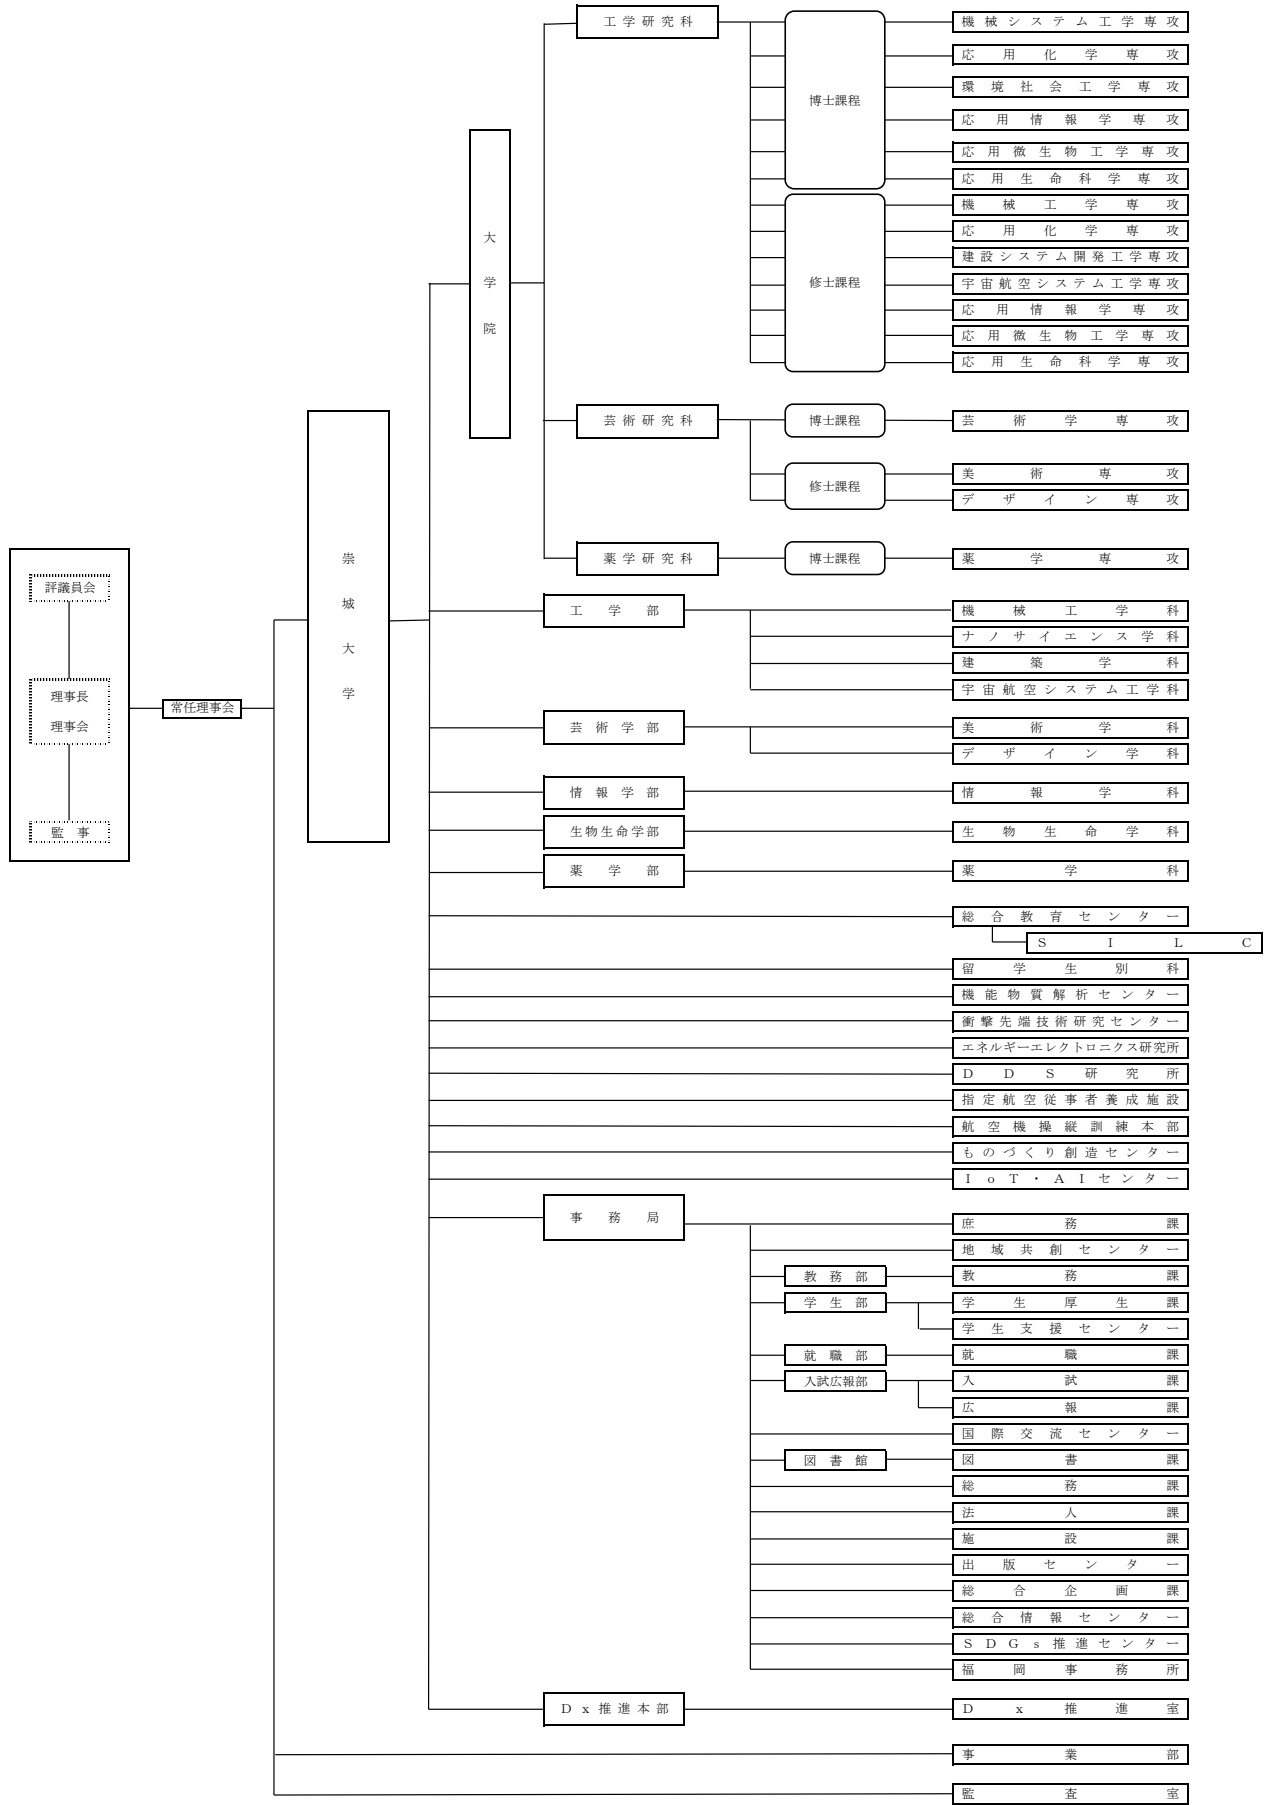 評議員会
理事長
理事会
監事
常任理事会
崇城大学
大学院
工学研究科
博士課程
機械システム工学専攻
応用化学専攻
環境社会工学専攻
応用情報学専攻
応用微生物工学専攻
応用生命科学専攻
修士課程
機械工学専攻
応用化学専攻
建設システム開発工学専攻
宇宙航空システム工学専攻
応用情報学専攻
応用微生物工学専攻
応用生命科学専攻
芸術研究科
博士課程
芸術学専攻
修士課程
美術専攻
デザイン専攻
薬学研究科
博士課程
薬学専攻
工学部
機械工学科
ナノサイエンス学科
建築学科
宇宙航空システム工学科
芸術学部
美術学科
デザイン学科
情報学部
情報学科
生物生命学部
生物生命学科
薬学部
薬学科
総合教育センター
SILC
留学生別科
機能物質解析センター
衝撃先端技術研究センター
エネルギーエレクトロニクス研究所
DDS研究所
指定航空従事者養成施設
航空機操縦訓練本部
ものづくり創造センター
IoT・AIセンター
事務局
庶務課
地域共創センター
教務部
教務課
学生部
学生厚生課
学生支援センター
就職部
就職課
入試広報部
入試課
広報課
国際交流センター
図書館
図書課
総務課
法人課
施設課
出版センター
総合企画課
総合情報センター
SDGs推進センター
福岡事務所
Dx推進本部
Dx推進室
事業部
監査室